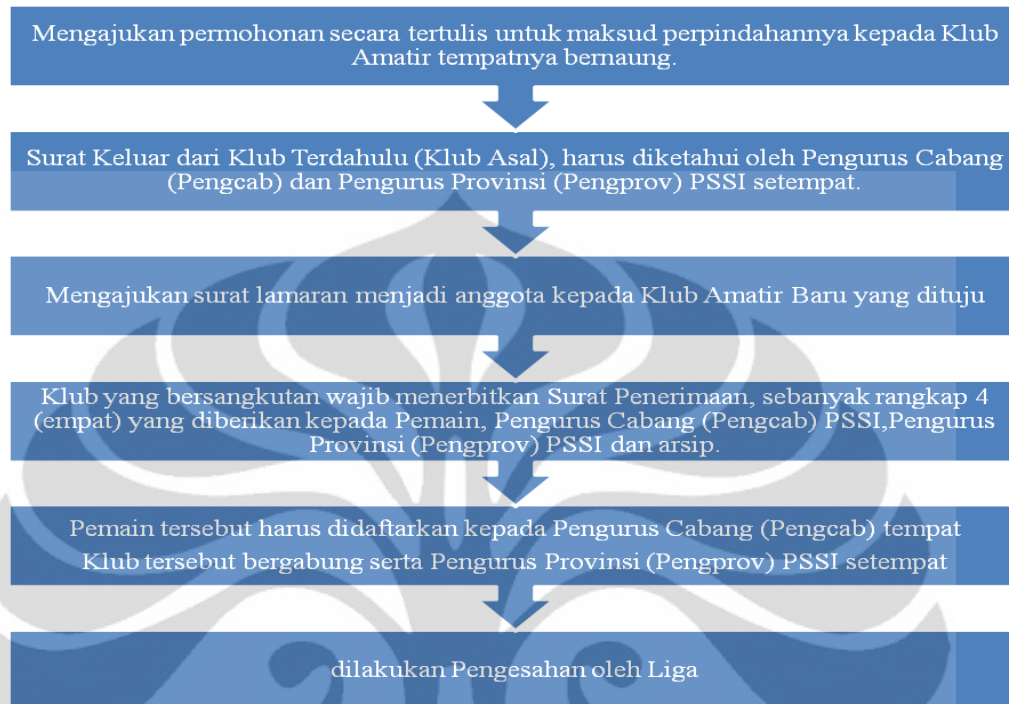 Mengajukan permohonan secara tertulis untuk maksud perpindahannya kepada Klub
Amatir tempatnya bernaung.
Surat Keluar dari Klub Terdahulu (Klub Asal), harus diketahui oleh Pengurus Cabang
(Pengcab) dan Pengurus Provinsi (Pengprov) PSSI setempat.
Mengajukan surat lamaran menjadi anggota kepada Klub Amatir Baru yang dituju
Klub yang bersangkutan wajib menerbitkan Surat Penerimaan, sebanyak rangkap 4
(empat) yang diberikan kepada Pemain, Pengurus Cabang (Pengcab) PSSI,Pengurus
Provinsi (Pengprov) PSSI dan arsip.
Pemain tersebut harus didaftarkan kepada Pengurus Cabang (Pengcab) tempat
Klub tersebut bergabung serta Pengurus Provinsi (Pengprov) PSSI setempat
dilakukan Pengesahan oleh Liga